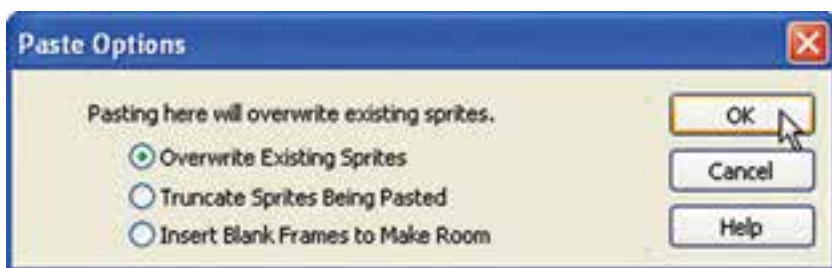 Paste Options
Pasting here will overwrite existing sprites.
OK
Overwrite Existing Sprites
Cancel
Truncate Sprites Being Pasted
Insert Blank Frames to Make Room
Help